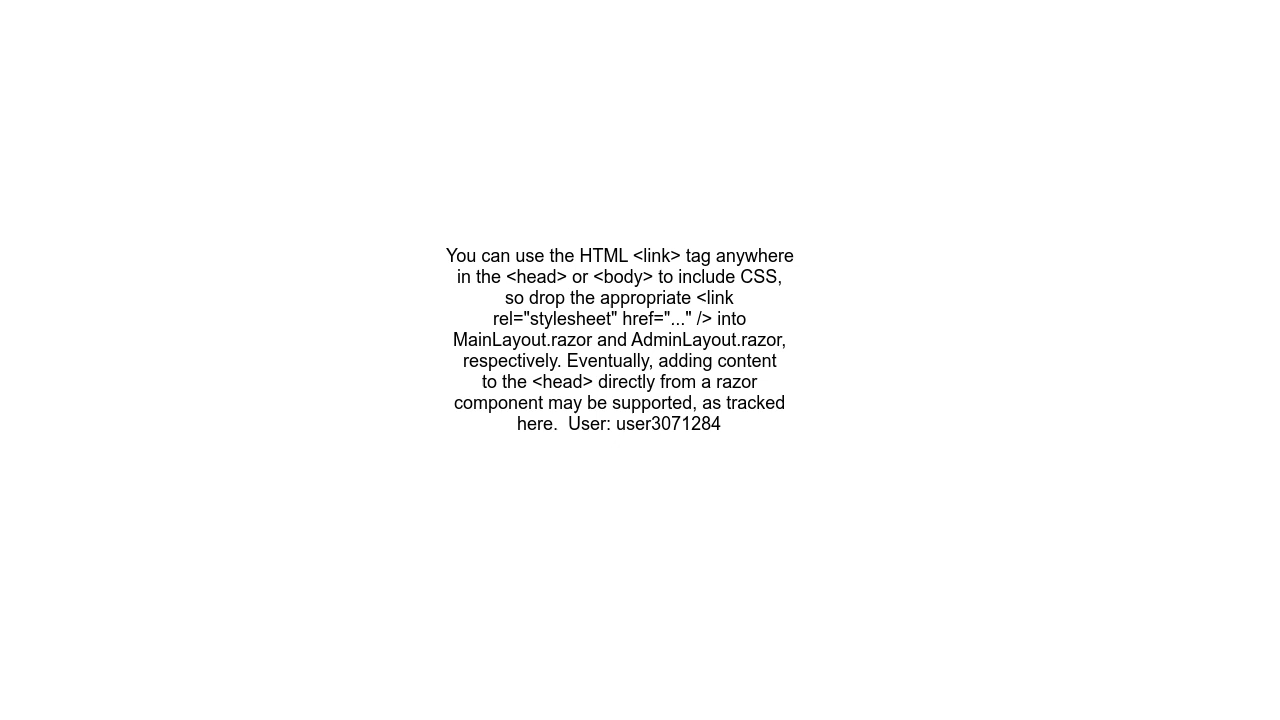 You can use the HTML <link> tag anywhere
in the <head> or <body> to include CSS,
so drop the appropriate <link
rel="stylesheet" href="..." /> into
MainLayout.razor and AdminLayout.razor,
respectively. Eventually, adding content
to the <head> directly from a razor
component may be supported, as tracked
here.  User: user3071284